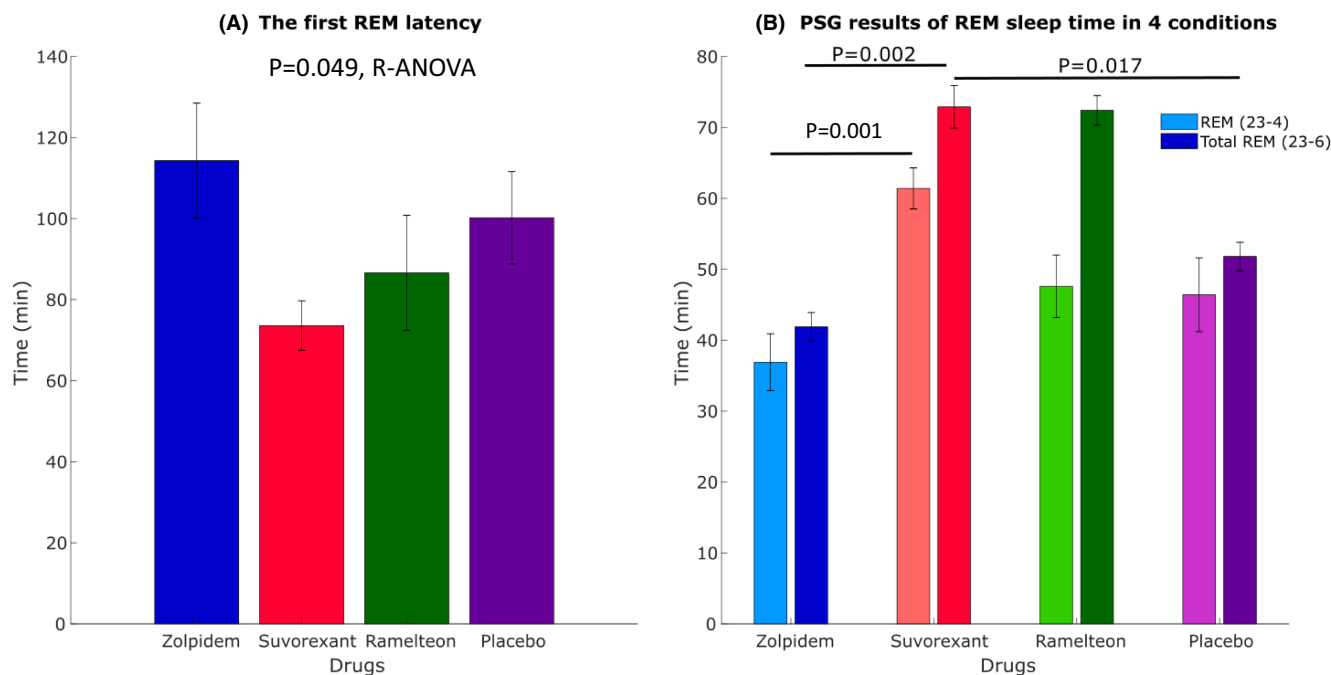 (A) The first REM latency
P=0.049, R-ANOVA
140
120
100
80
60
40
20
0
Time (min)
Zolpidem Suvorexant Ramelteon Placebo
Drugs
(B) PSG results of REM sleep time in 4 conditions
P=0.002
P=0.017
P=0.001
REM (23-4)
Total REM (23-6)
80
70
60
50
40
30
20
10
0
Time (min)
Zolpidem Suvorexant Ramelteon Placebo
Drugs